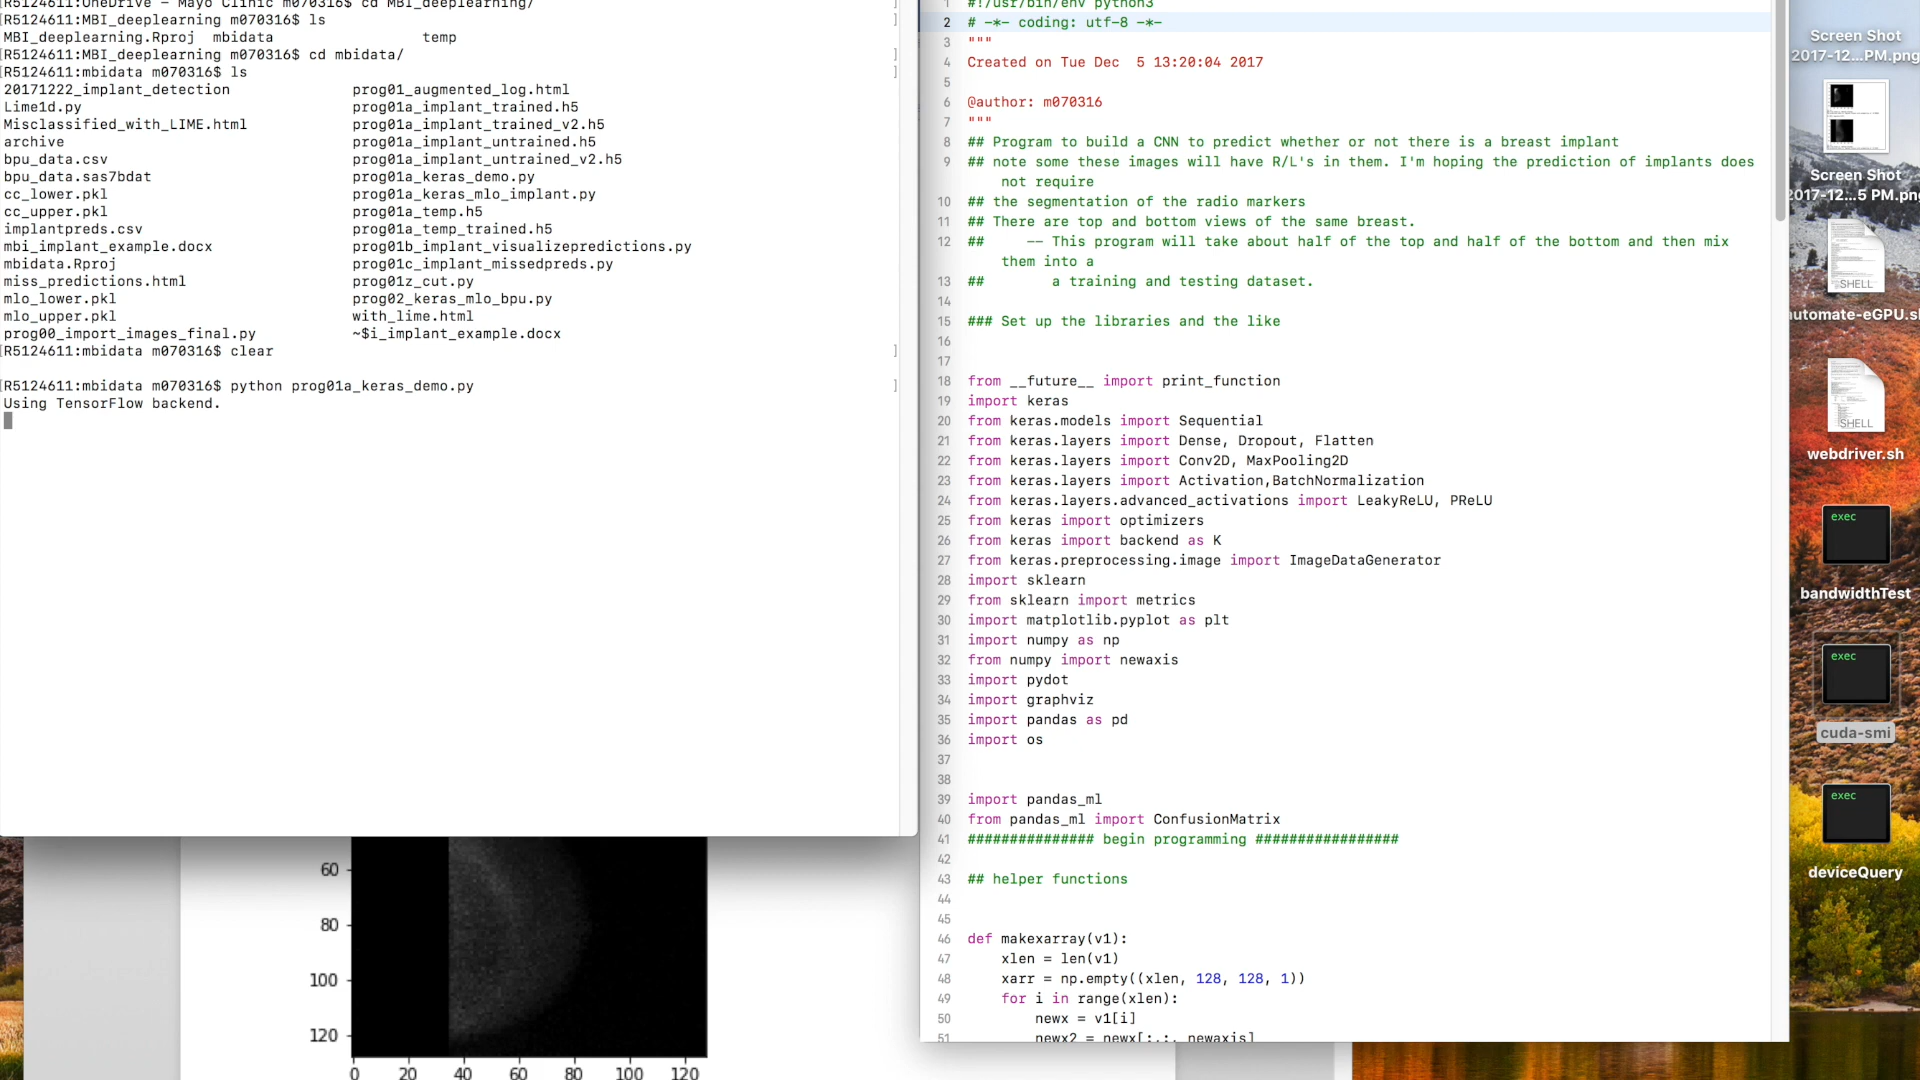 R5124611:OneDrive - Mayo Clinic m070316$ cd MBI_deeplearning/
[R5124611:MBI_deeplearning m070316$ ls ]
MBI_deeplearning.Rproj mbidata temp
[R5124611:MBI_deeplearning m070316$ cd mbidata/ ]
[R5124611:mbidata m070316$ ls ]
20171222_implant_detection prog01_augmented_log.html
Lime1d.py prog01a_implant_trained.h5
Misclassified_with_LIME.html prog01a_implant_trained_v2.h5
archive prog01a_implant_untrained.h5
bpu_data.csv prog01a_implant_untrained_v2.h5
bpu_data.sas7bdat prog01a_keras_demo.py
cc_lower.pkl prog01a_keras_mlo_implant.py
cc_upper.pkl prog01a_temp.h5
implantpreds.csv prog01a_temp_trained.h5
mbi_implant_example.docx prog01b_implant_visualizepredictions.py
mbidata.Rproj prog01c_implant_missedpreds.py
miss_predictions.html prog01z_cut.py
mlo_lower.pkl prog02_keras_mlo_bpu.py
mlo_upper.pkl with_lime.html
prog00_import_images_final.py ~$i_implant_example.docx
[R5124611:mbidata m070316$ clear ]
[R5124611:mbidata m070316$ python prog01a_keras_demo.py ]
Using TensorFlow backend.
60
80
100
120
0 20 40 60 80 100 120
1 #!/usr/bin/env python3
2 # -*- coding: utf-8 -*-
3 """
4 Created on Tue Dec  5 13:20:04 2017
5
6 @author: m070316
7 """
8 ## Program to build a CNN to predict whether or not there is a breast implant
9 ## note some these images will have R/L's in them. I'm hoping the prediction of implants does
not require
10 ## the segmentation of the radio markers
11 ## There are top and bottom views of the same breast.
12 ##     -- This program will take about half of the top and half of the bottom and then mix
them into a
13 ##        a training and testing dataset.
14
15 ### Set up the libraries and the like
16
17
18 from __future__ import print_function
19 import keras
20 from keras.models import Sequential
21 from keras.layers import Dense, Dropout, Flatten
22 from keras.layers import Conv2D, MaxPooling2D
23 from keras.layers import Activation,BatchNormalization
24 from keras.layers.advanced_activations import LeakyReLU, PReLU
25 from keras import optimizers
26 from keras import backend as K
27 from keras.preprocessing.image import ImageDataGenerator
28 import sklearn
29 from sklearn import metrics
30 import matplotlib.pyplot as plt
31 import numpy as np
32 from numpy import newaxis
33 import pydot
34 import graphviz
35 import pandas as pd
36 import os
37
38
39 import pandas_ml
40 from pandas_ml import ConfusionMatrix
41 ############### begin programming #################
42
43 ## helper functions
44
45
46 def makexarray(v1):
47     xlen = len(v1)
48     xarr = np.empty((xlen, 128, 128, 1))
49     for i in range(xlen):
50         newx = v1[i]
51         newx2 = newx[:,:, newaxis]
Screen Shot
2017-12...PM.png
Screen Shot
2017-12...5 PM.png
SHELL
automate-eGPU.sh
SHELL
webdriver.sh
exec
bandwidthTest
exec
cuda-smi
exec
deviceQuery